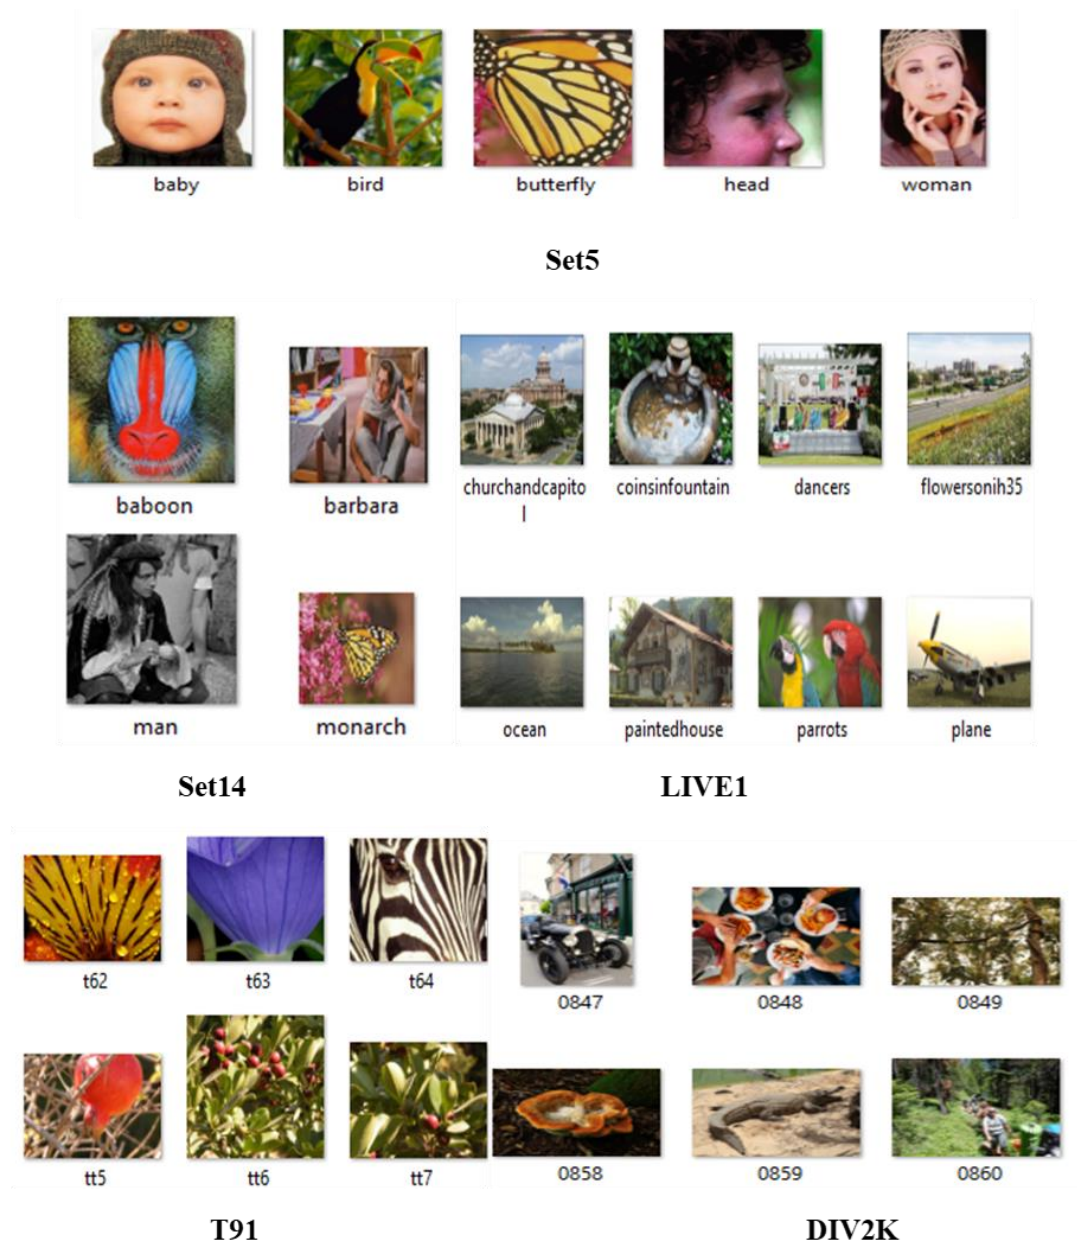 baby bird butterfly head woman
Set5
baboon barbara
churchandcapito coinsinfountain dancers flowersonih35
l
man monarch
ocean paintedhouse parrots plane
Set14 LIVE1
t62 t63 t64
0847 0848 0849
tt5 tt6 tt7
0858 0859 0860
T91 DIV2K